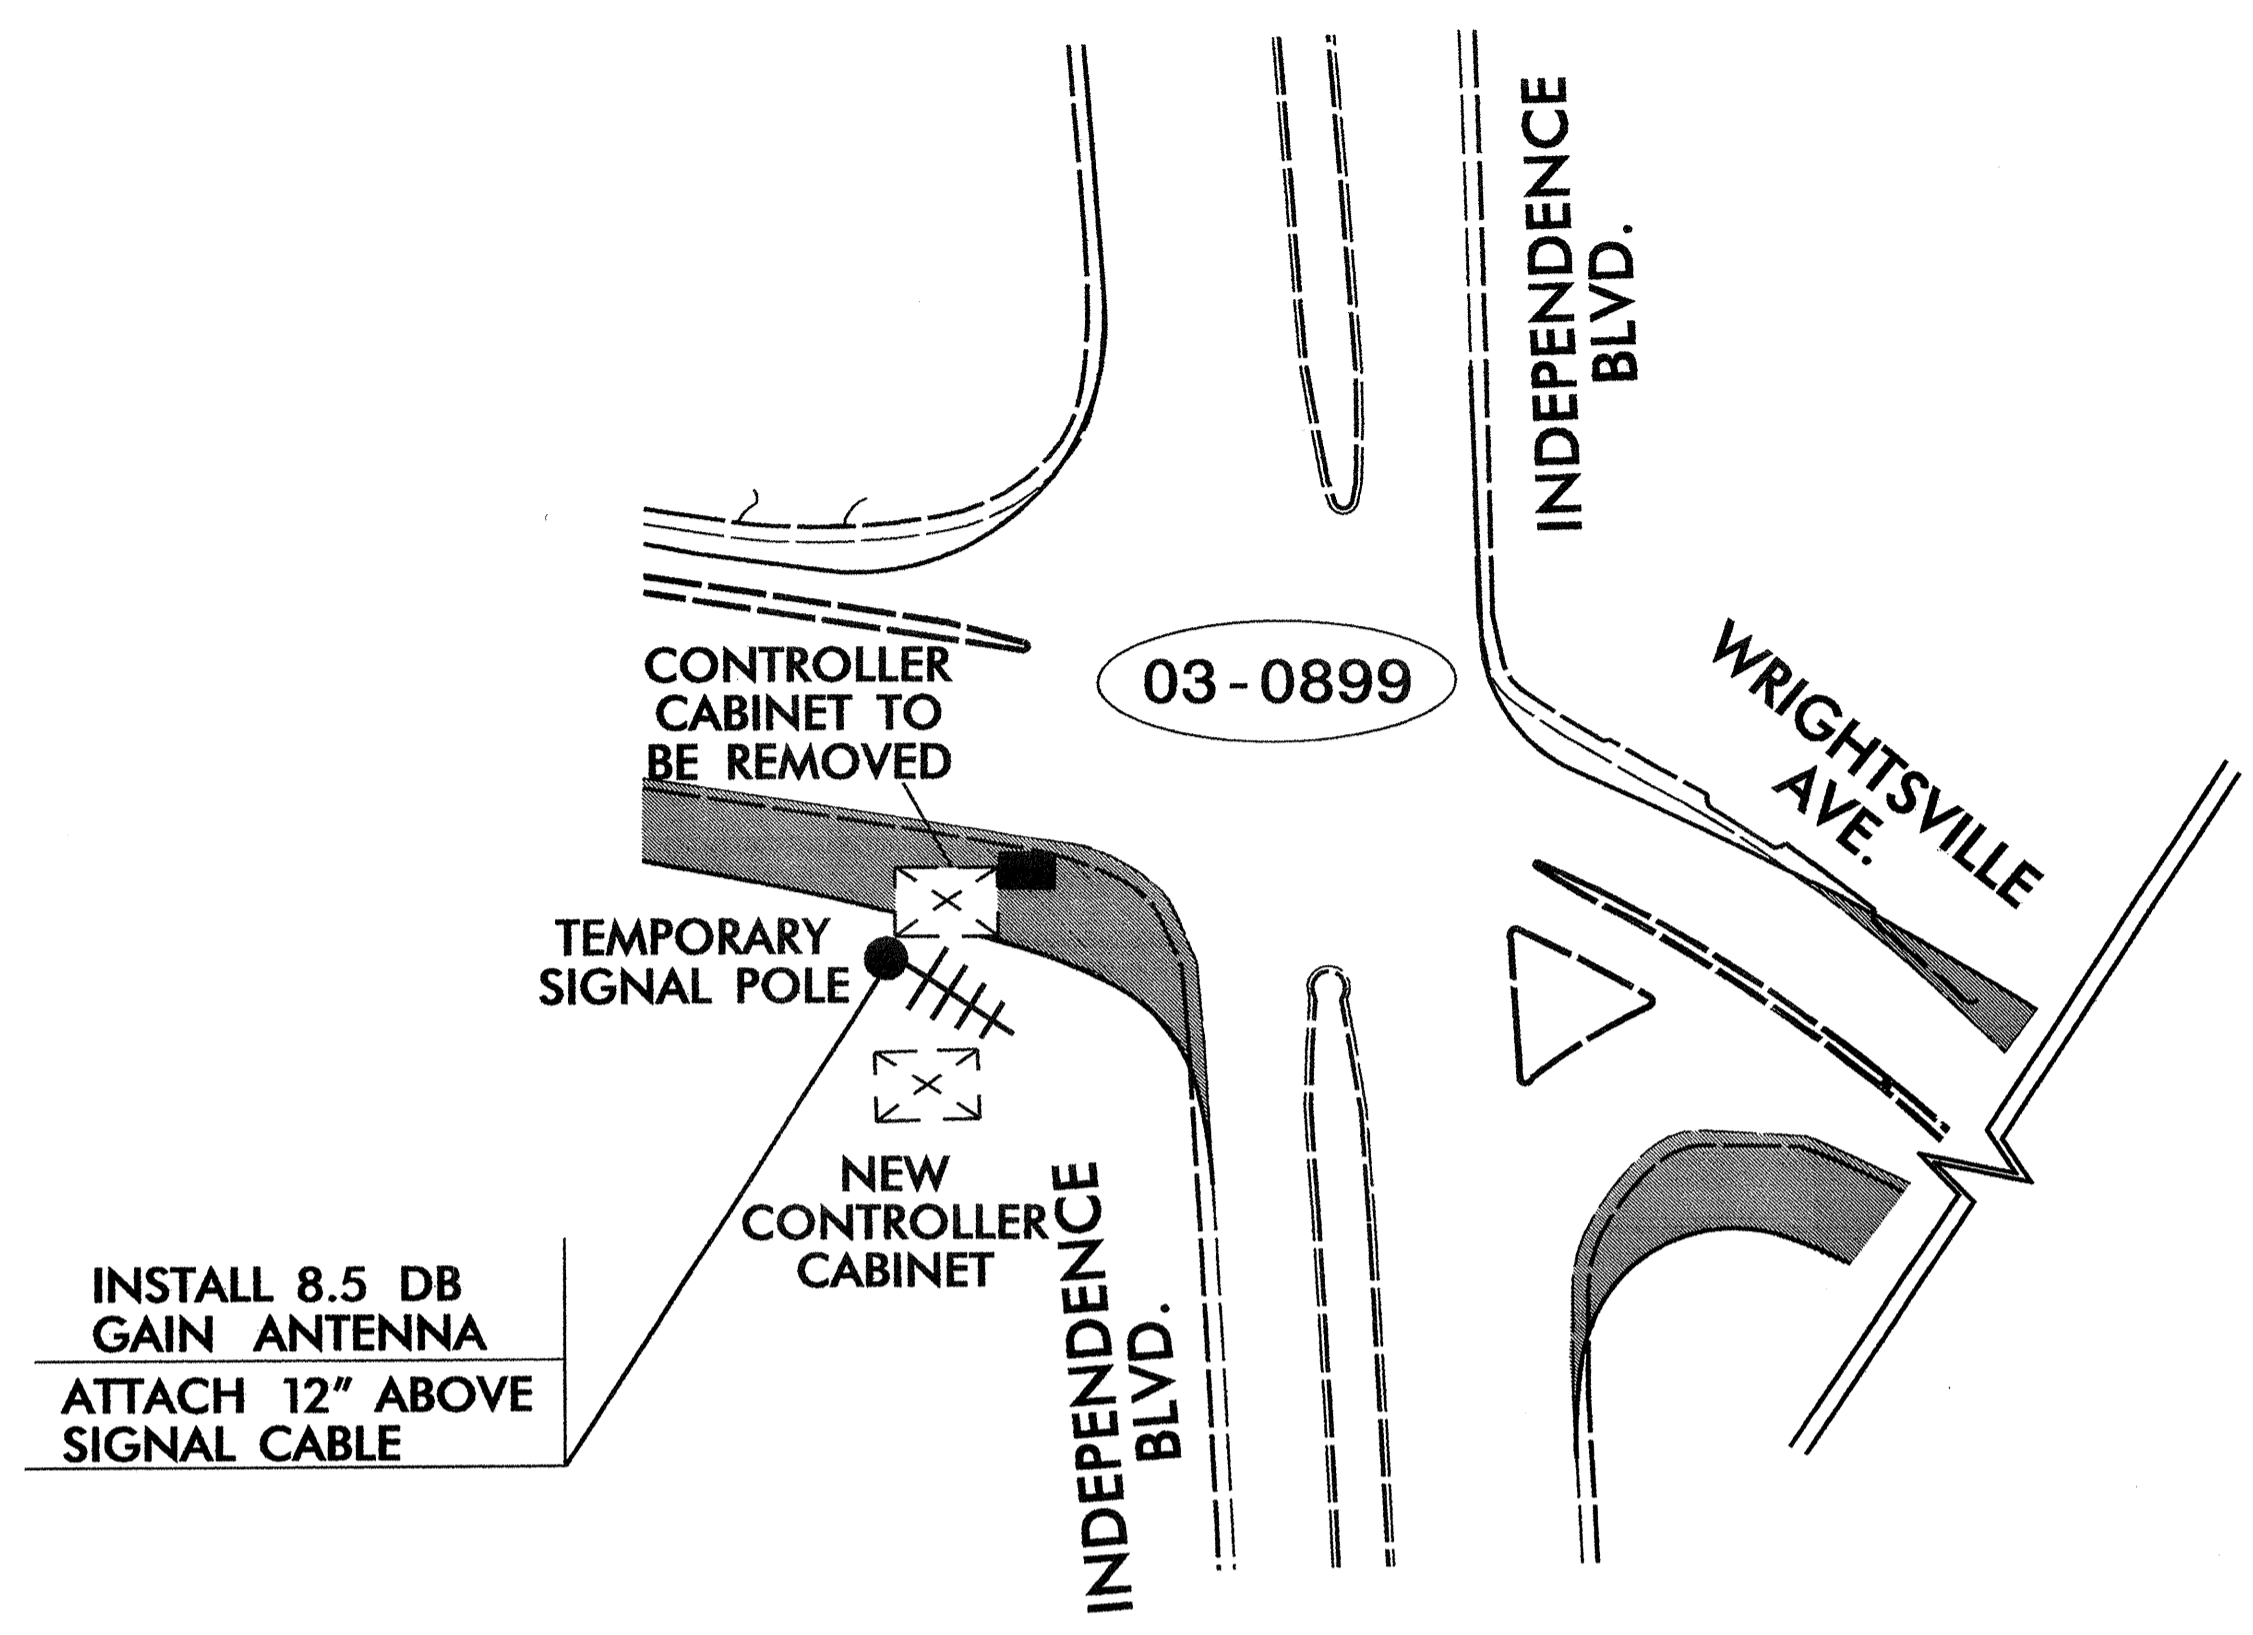 INDEPENDENCE
BLVD.
WRIGHTSVILLE
AVE.
03-0899
CONTROLLER
CABINET TO
BE REMOVED
TEMPORARY
SIGNAL POLE
NEW
CONTROLLER
CABINET
INDEPENDENCE
BLVD.
INSTALL 8.5 DB
GAIN ANTENNA
ATTACH 12" ABOVE
SIGNAL CABLE